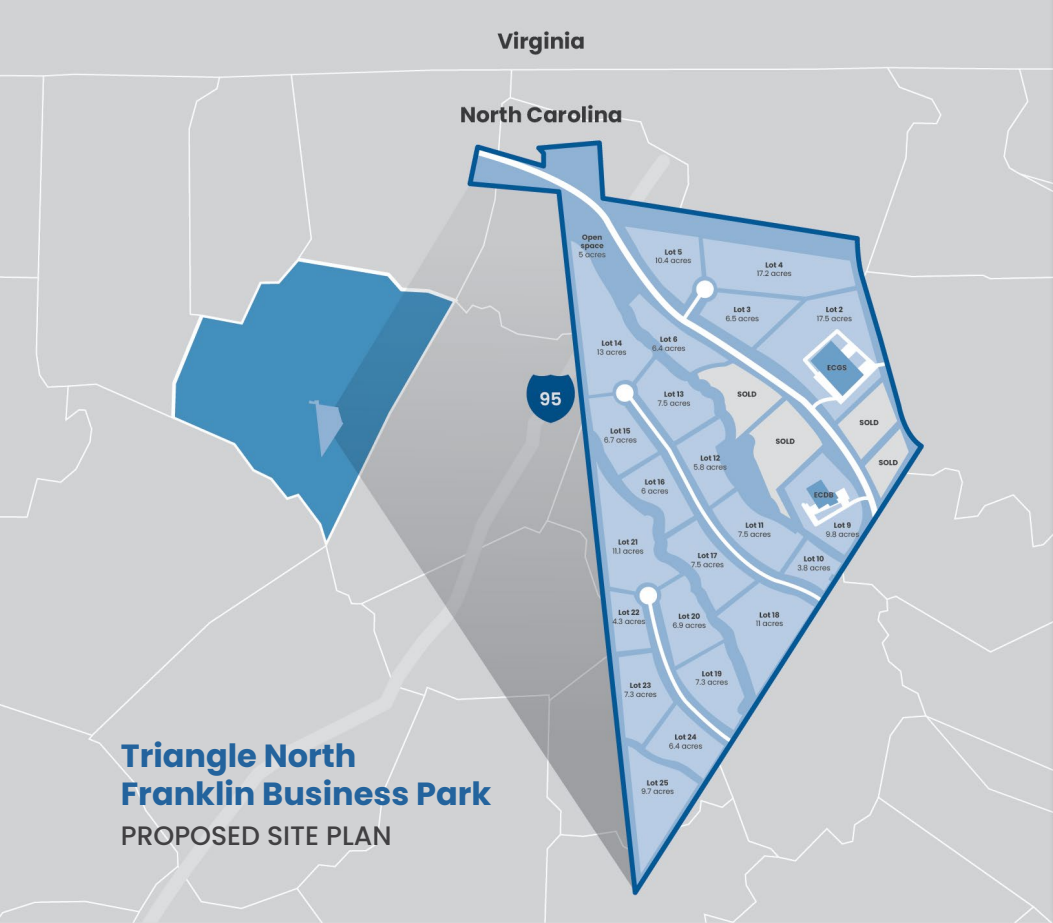 Virginia
North Carolina
Open
space
5 acres
Lot 5
10.4 acres
Lot 4
17.2 acres
Lot 3
6.5 acres
Lot 2
17.5 acres
Lot 14
13 acres
Lot 6
6.4 acres
ECGS
95
Lot 13
7.5 acres
SOLD
SOLD
Lot 15
6.7 acres
SOLD
Lot 12
5.8 acres
SOLD
Lot 16
6 acres
ECDB
Lot 11
7.5 acres
Lot 9
9.8 acres
Lot 21
11.1 acres
Lot 17
7.5 acres
Lot 10
3.8 acres
Lot 22
4.3 acres
Lot 20
6.9 acres
Lot 18
11 acres
Lot 23
7.3 acres
Lot 19
7.3 acres
Lot 24
6.4 acres
Lot 25
9.7 acres
Triangle North
Franklin Business Park
PROPOSED SITE PLAN